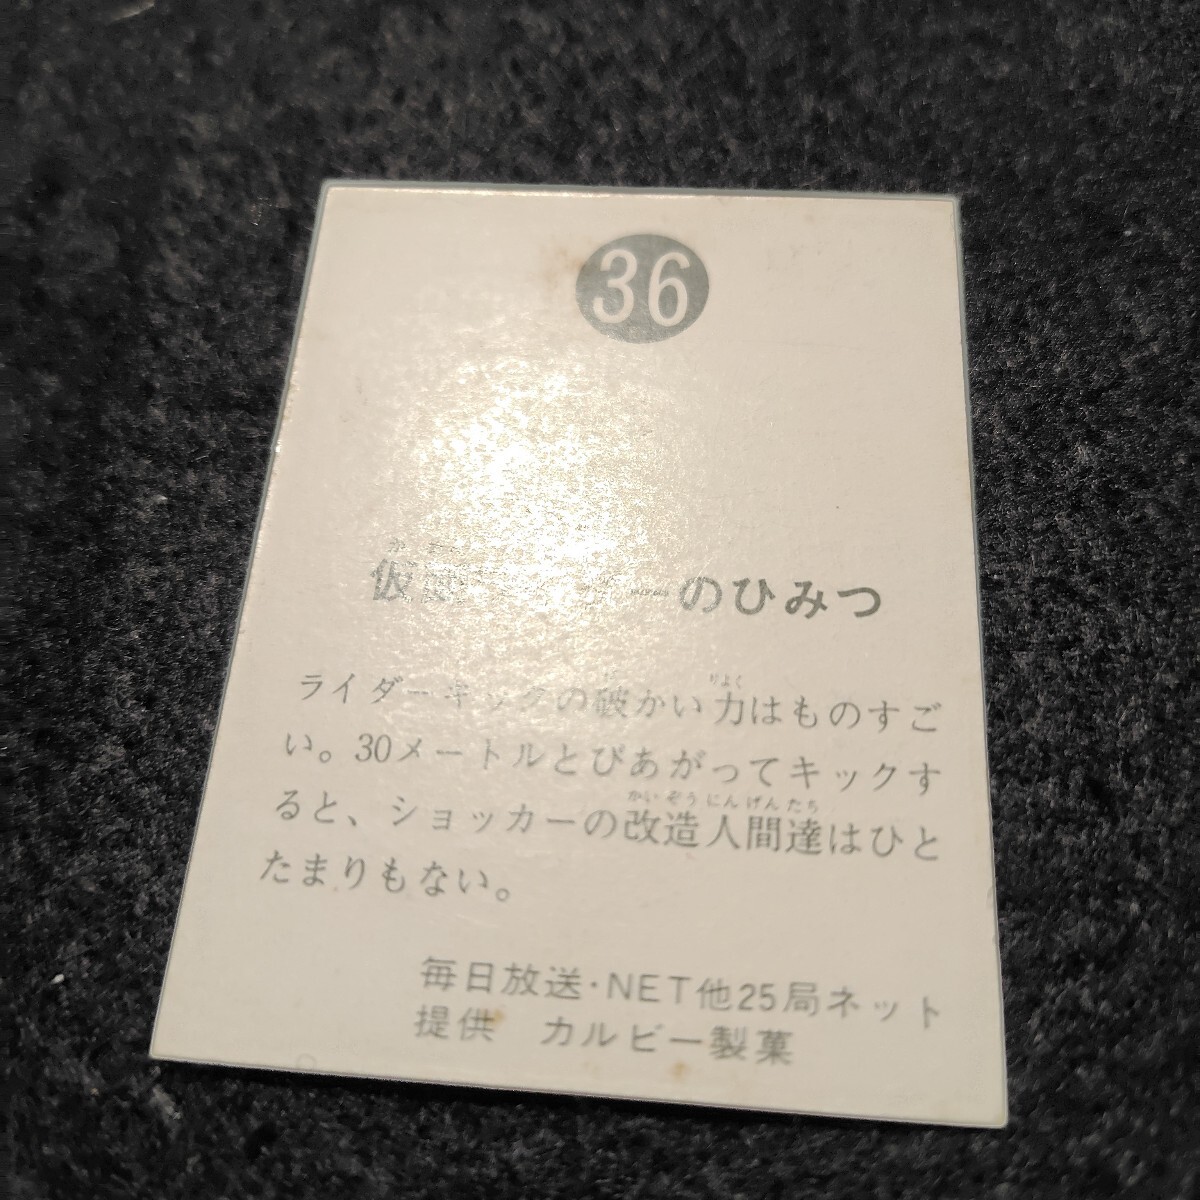 36
仮面ライダーのひみつ
ライダーキックの破かい力はものすご
い。30メートルとびあがってキックす
ると、ショッカーの改造人間達はひと
たまりもない。
毎日放送・NET他25局ネット
提供　カルビー製菓